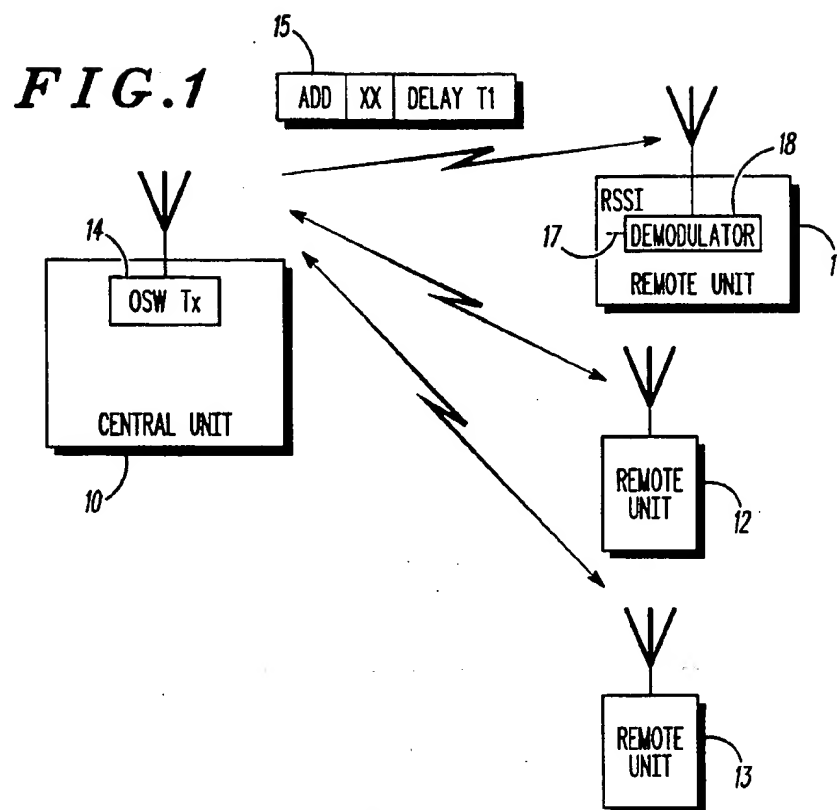 FIG.1
15
ADD XX DELAY T1
14
OSW Tx
CENTRAL UNIT
10
18
RSSI
17
DEMODULATOR
REMOTE UNIT
1
REMOTE
UNIT
12
REMOTE
UNIT
13